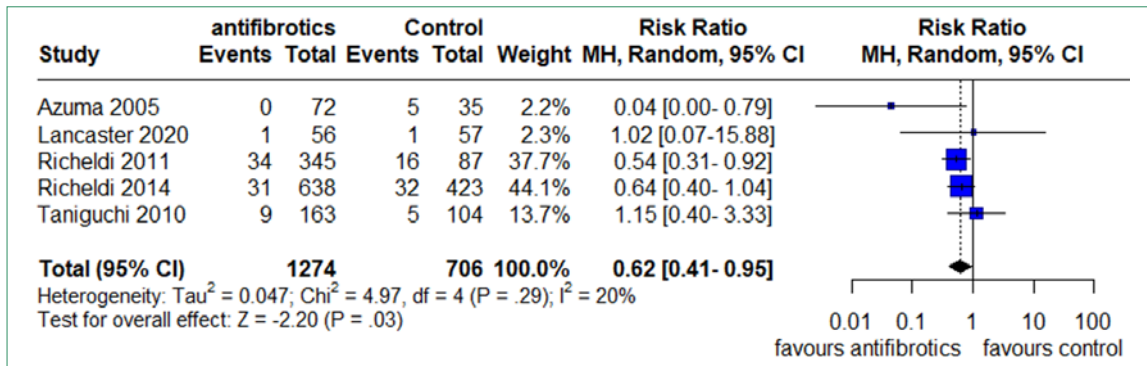 antifibrotics Control Risk Ratio Risk Ratio
Study Events Total Events Total Weight MH, Random, 95% CI MH, Random, 95% CI
Azuma 2005 0 72 5 35 2.2% 0.04 [0.00- 0.79]
Lancaster 2020 1 56 1 57 2.3% 1.02 [0.07-15.88]
Richeldi 2011 34 345 16 87 37.7% 0.54 [0.31- 0.92]
Richeldi 2014 31 638 32 423 44.1% 0.64 [0.40- 1.04]
Taniguchi 2010 9 163 5 104 13.7% 1.15 [0.40- 3.33]
Total (95% CI) 1274 706 100.0% 0.62 [0.41- 0.95]
Heterogeneity: Tau² = 0.047; Chi² = 4.97, df = 4 (P = .29); I² = 20%
Test for overall effect: Z = -2.20 (P = .03)
0.01 0.1 1 10 100
favours antifibrotics favours control